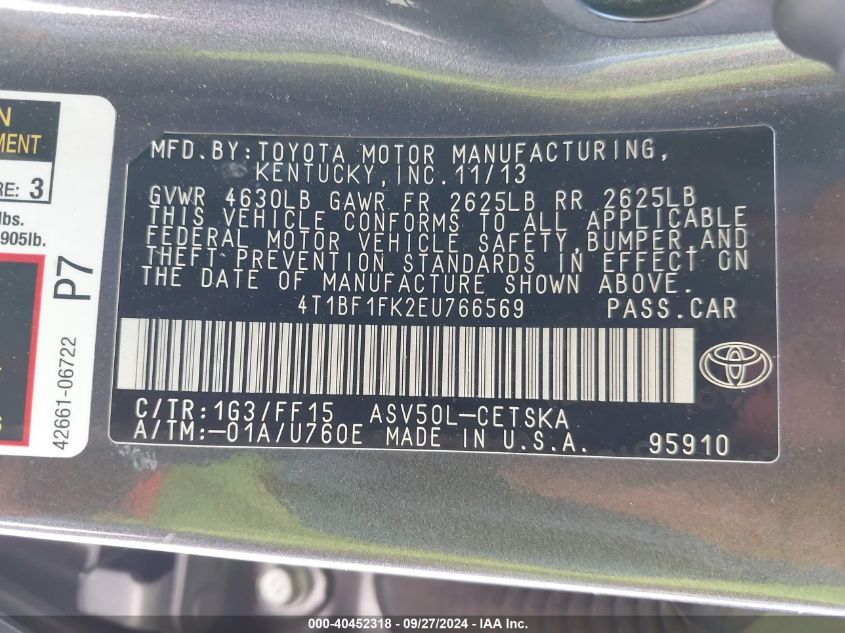 N
MENT
RE: 3
lbs.
905lb.
P7
42661-06722
MFD.BY:TOYOTA MOTOR MANUFACTURING,
KENTUCKY,INC.11/13
GVWR 4630LB GAWR FR 2625LB RR 2625LB
THIS VEHICLE CONFORMS TO ALL APPLICABLE
FEDERAL MOTOR VEHICLE SAFETY,BUMPER,AND
THEFT PREVENTION STANDARDS IN EFFECT ON
THE DATE OF MANUFACTURE SHOWN ABOVE.
4T1BF1FK2EU766569 PASS.CAR
C/TR:1G3/FF15 ASV50L-CETSKA
A/TM:-01A/U760E MADE IN U.S.A. 95910
000-40452318 - 09/27/2024 - © IAA, Inc.